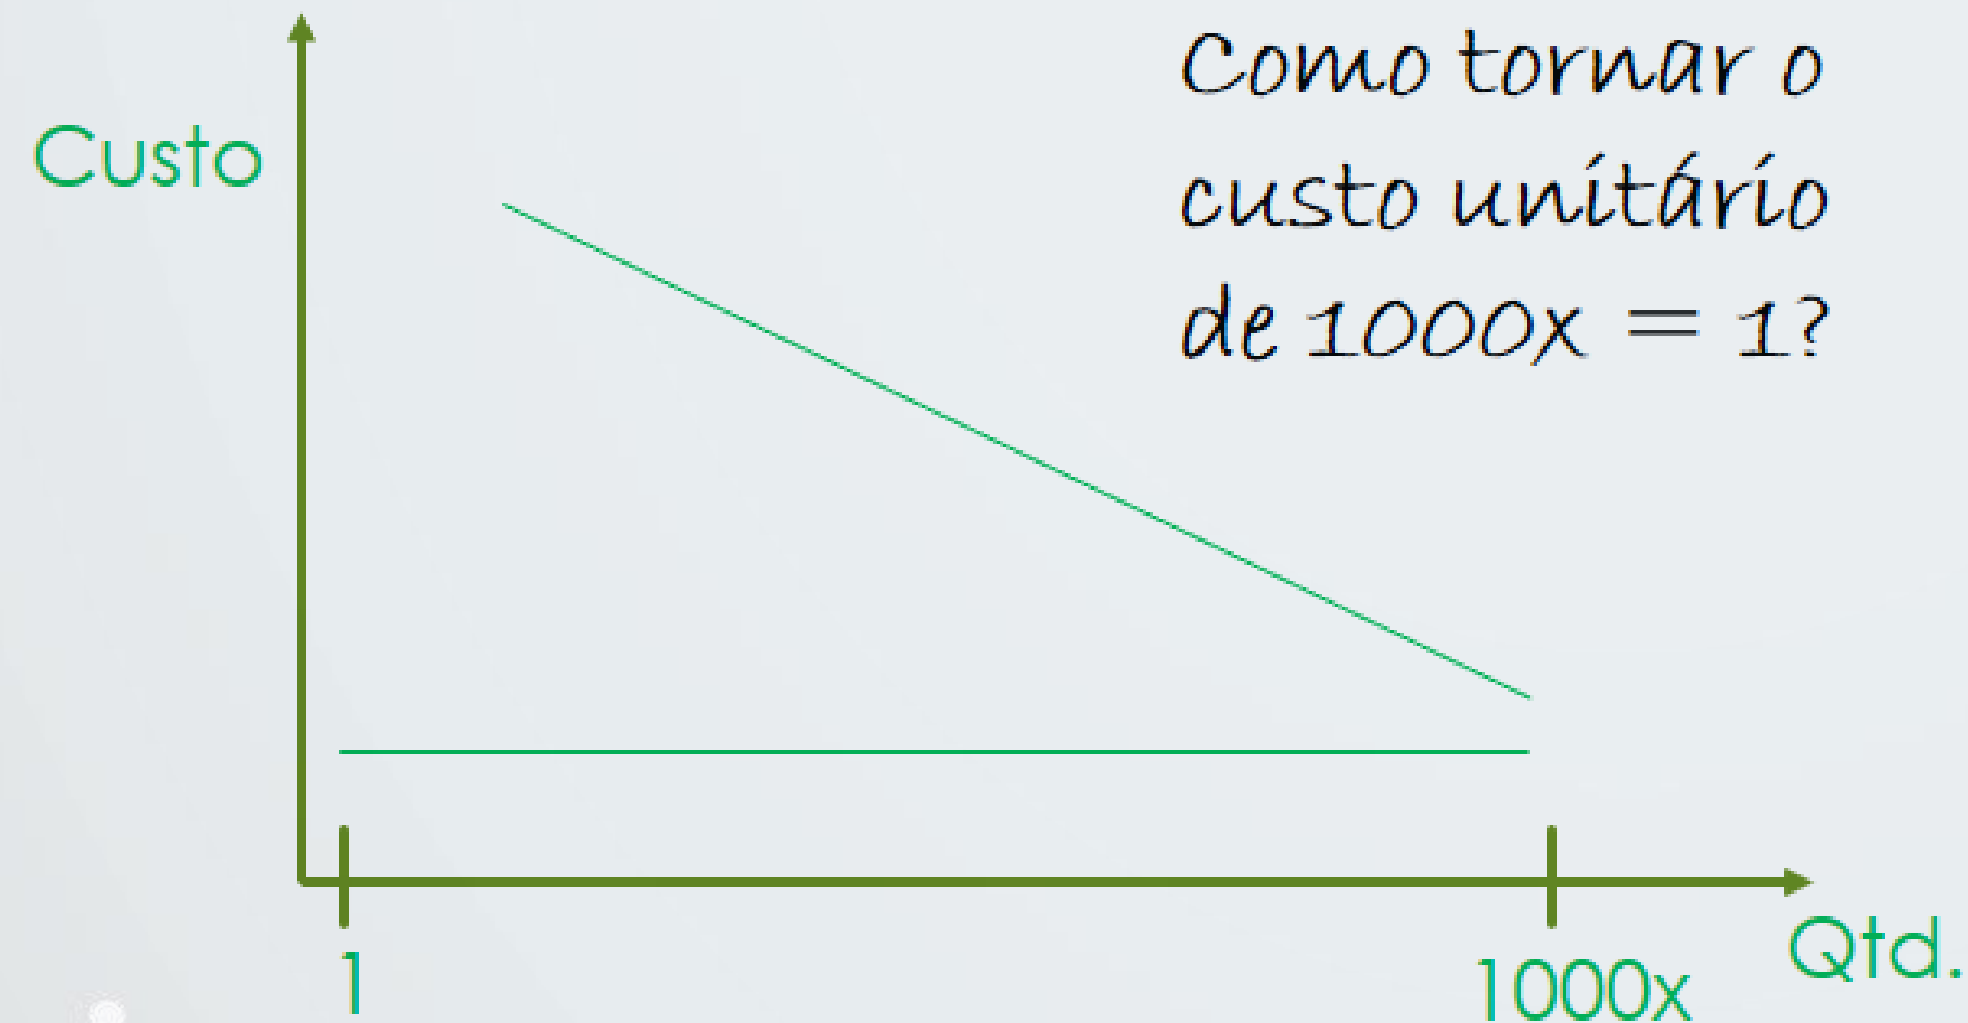 Como tornar o
Custo
custo unitário
de 1000x = 1?
1
1000x
Qtd.